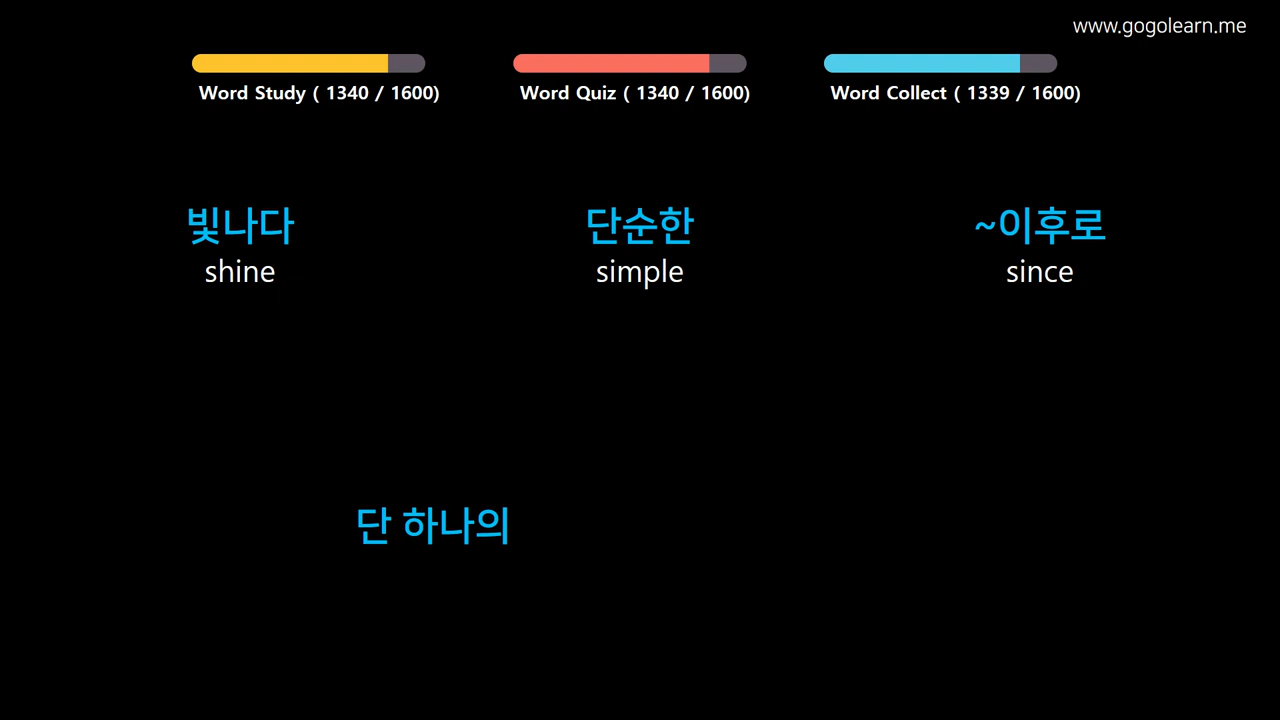 www.gogolearn.me
Word Study ( 1340 / 1600)
Word Quiz ( 1340 / 1600)
Word Collect ( 1339 / 1600)
빛나다
단순한
~이후로
shine
simple
since
단 하나의